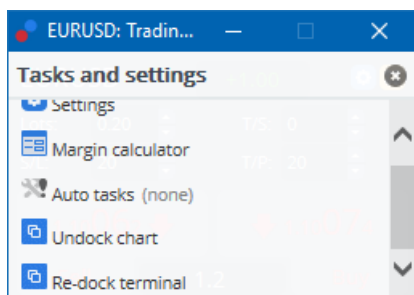 EURUSD: Tradin...
Tasks and settings
Settings
Margin calculator
Auto tasks (none)
Undock chart
Re-dock terminal